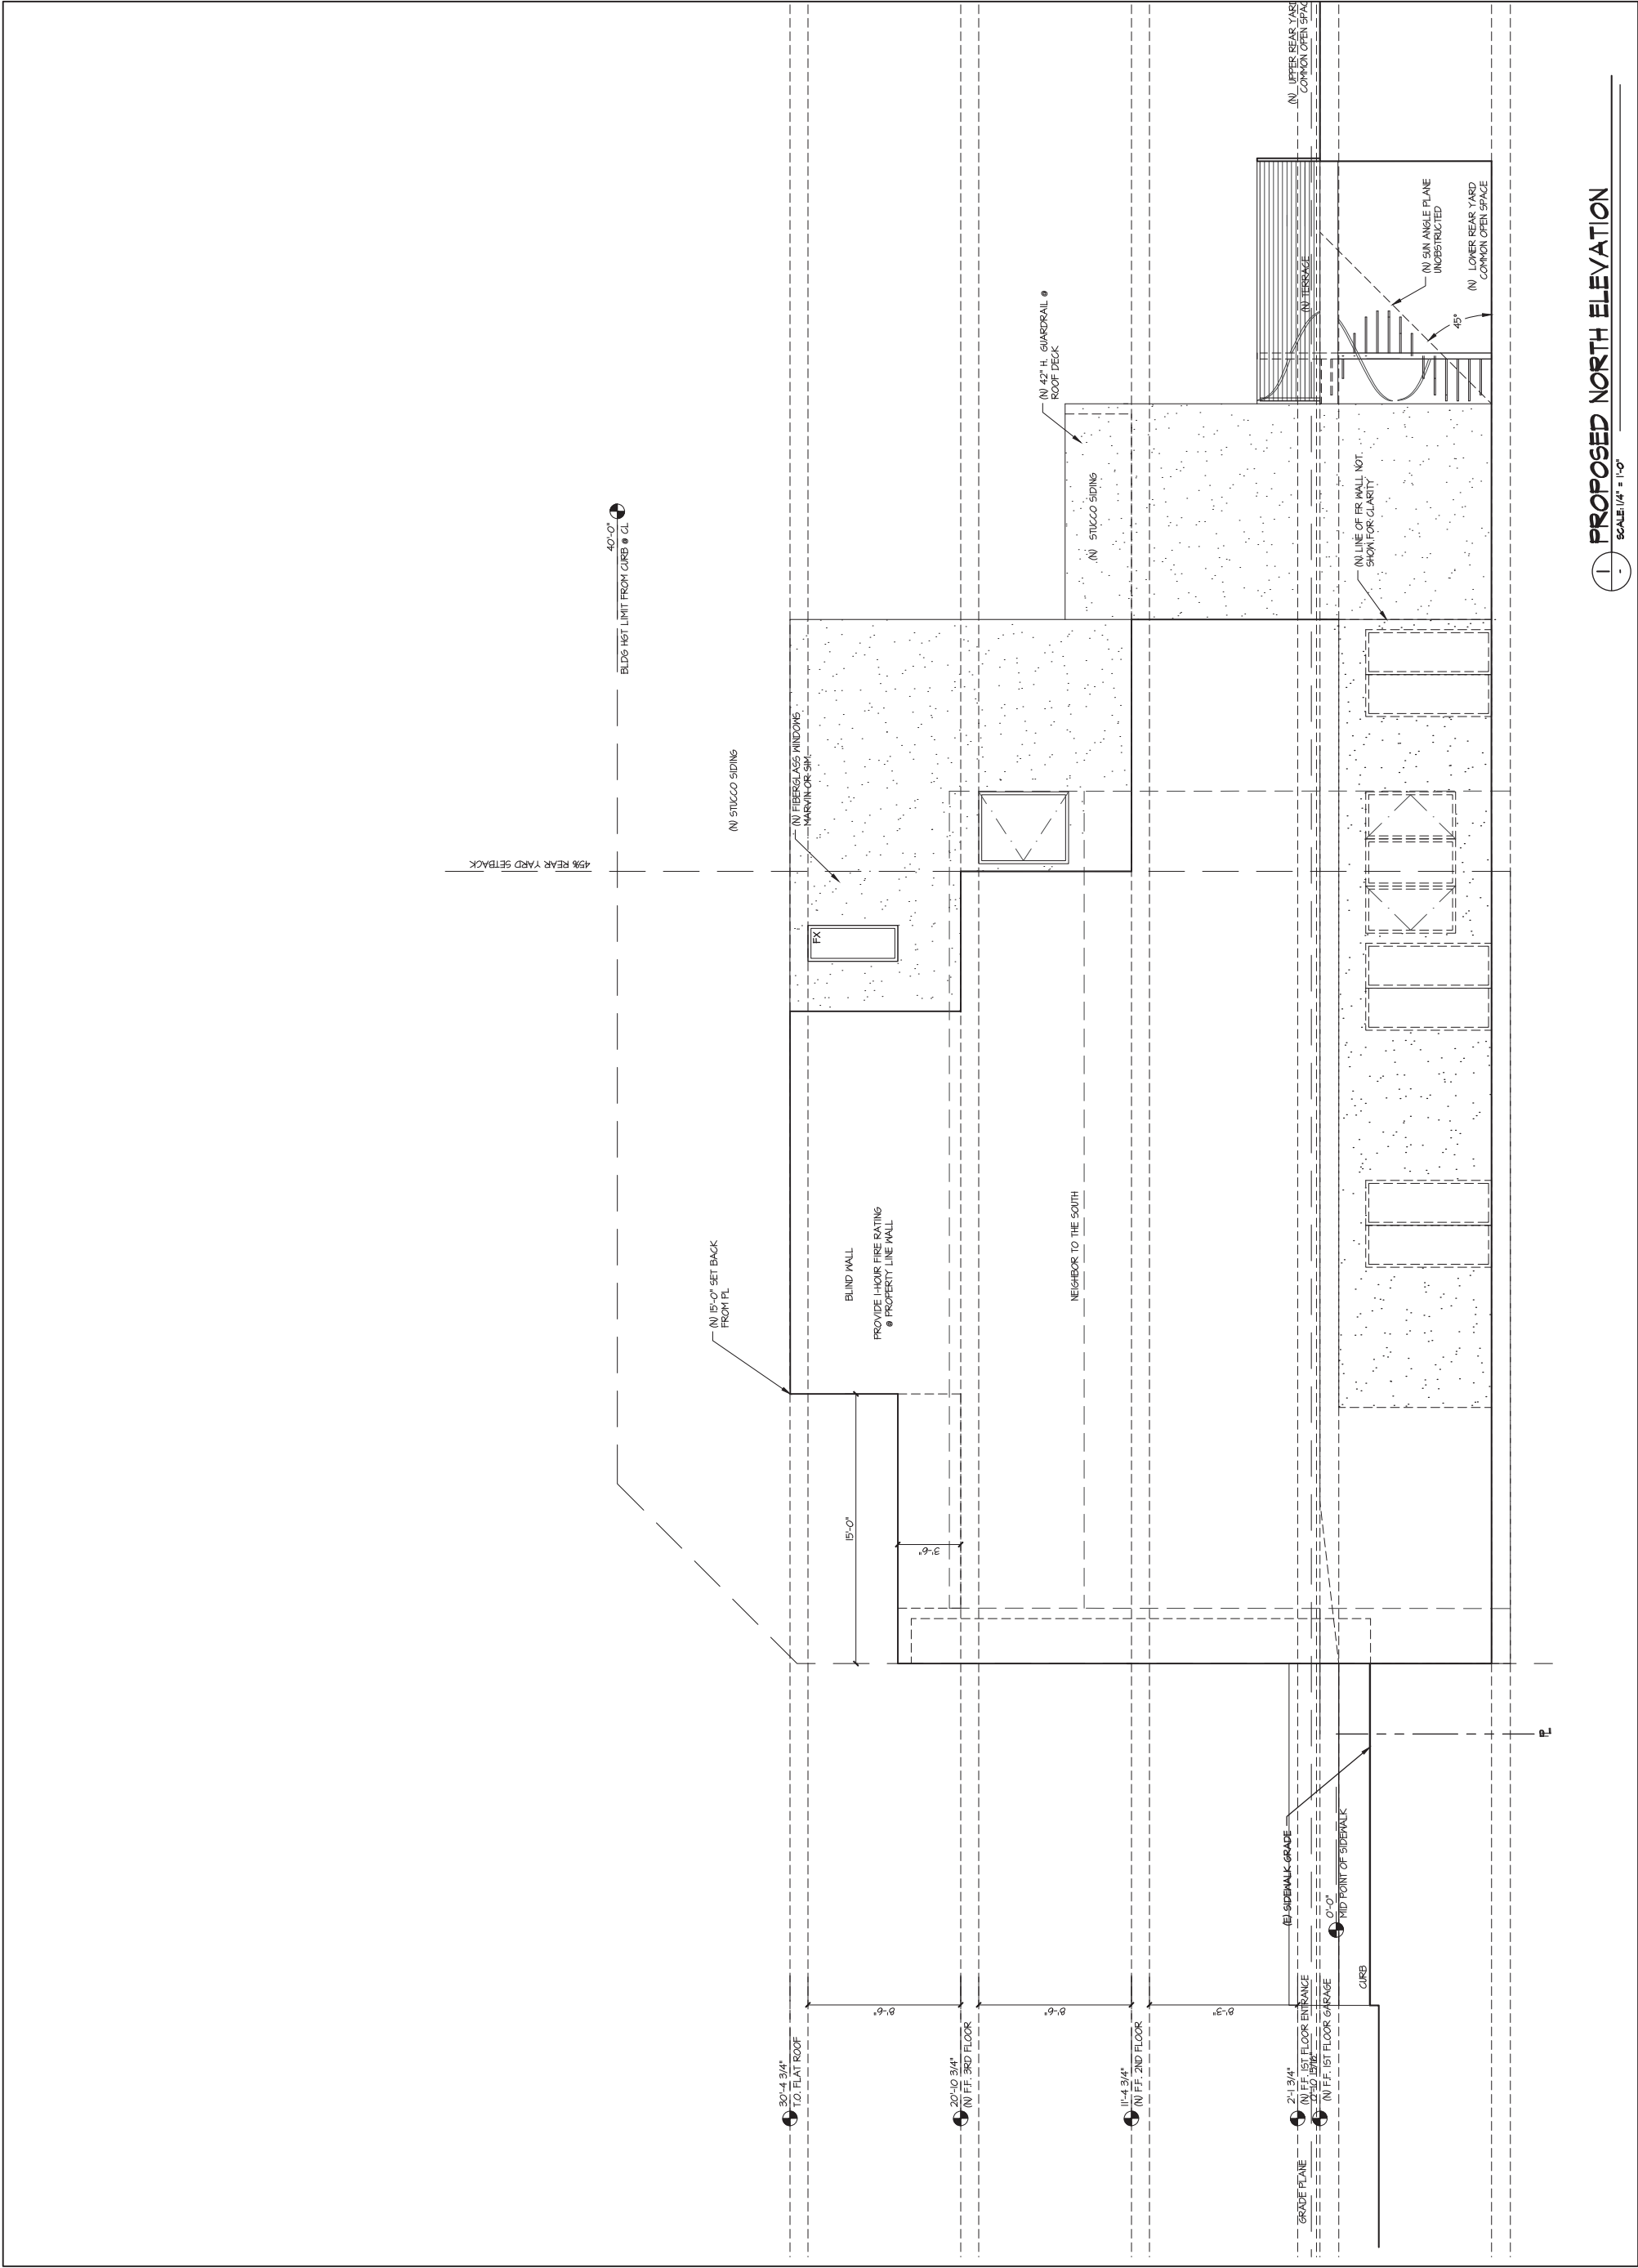 40'-0"
BLDG HGT LIMIT FROM CURB @ CL
45% REAR YARD SETBACK
(N) STUCCO SIDING
(N) FIBERGLASS WINDOWS
MARVIN OR SIM.
FX
(N) 15'-0" SET BACK
FROM PL
BLIND WALL
PROVIDE 1-HOUR FIRE RATING
@ PROPERTY LINE WALL
15'-0"
3'-6"
NEIGHBOR TO THE SOUTH
(N) 42" H. GUARDRAIL @
ROOF DECK
(N) STUCCO SIDING
(N) UPPER REAR YARD
COMMON OPEN SPAC
(N) TERRACE
(N) SUN ANGLE PLANE
UNOBSTRUCTED
(N) LOWER REAR YARD
COMMON OPEN SPACE
45°
(N) LINE OF FR WALL NOT
SHOW FOR CLARITY
30'-4 3/4"
T.O. FLAT ROOF
8'-6"
20'-10 3/4"
(N) F.F. 3RD FLOOR
8'-6"
11'-4 3/4"
(N) F.F. 2ND FLOOR
8'-3"
2'-1 3/4"
(N) F.F. 1ST FLOOR ENTRANCE
(N) F.F. 1ST FLOOR GARAGE
GRADE PLANE
(E) SIDEWALK GRADE
0'-0"
MID POINT OF SIDEWALK
CURB
PL
1
-
PROPOSED NORTH ELEVATION
SCALE: 1/4" = 1'-0"